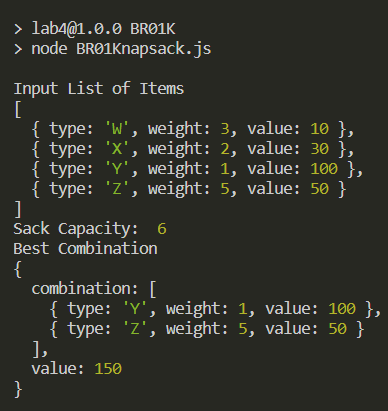 > lab4@1.0.0 BR01K
> node BR01Knapsack.js
Input List of Items
[
  { type: 'W', weight: 3, value: 10 },
  { type: 'X', weight: 2, value: 30 },
  { type: 'Y', weight: 1, value: 100 },
  { type: 'Z', weight: 5, value: 50 }
]
Sack Capacity:  6
Best Combination
{
  combination: [
    { type: 'Y', weight: 1, value: 100 },
    { type: 'Z', weight: 5, value: 50 }
  ],
  value: 150
}